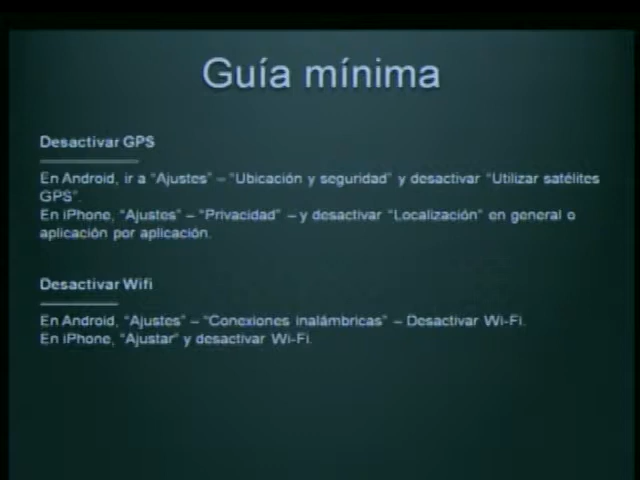 Guía mínima
Desactivar GPS
En Android, ir a "Ajustes" – "Ubicación y seguridad" y desactivar "Utilizar satélites
GPS".
En iPhone, "Ajustes" – "Privacidad" – y desactivar "Localización" en general o
aplicación por aplicación.
Desactivar Wifi
En Android, "Ajustes" – "Conexiones inalámbricas" – Desactivar Wi-Fi.
En iPhone, "Ajustar" y desactivar Wi-Fi.